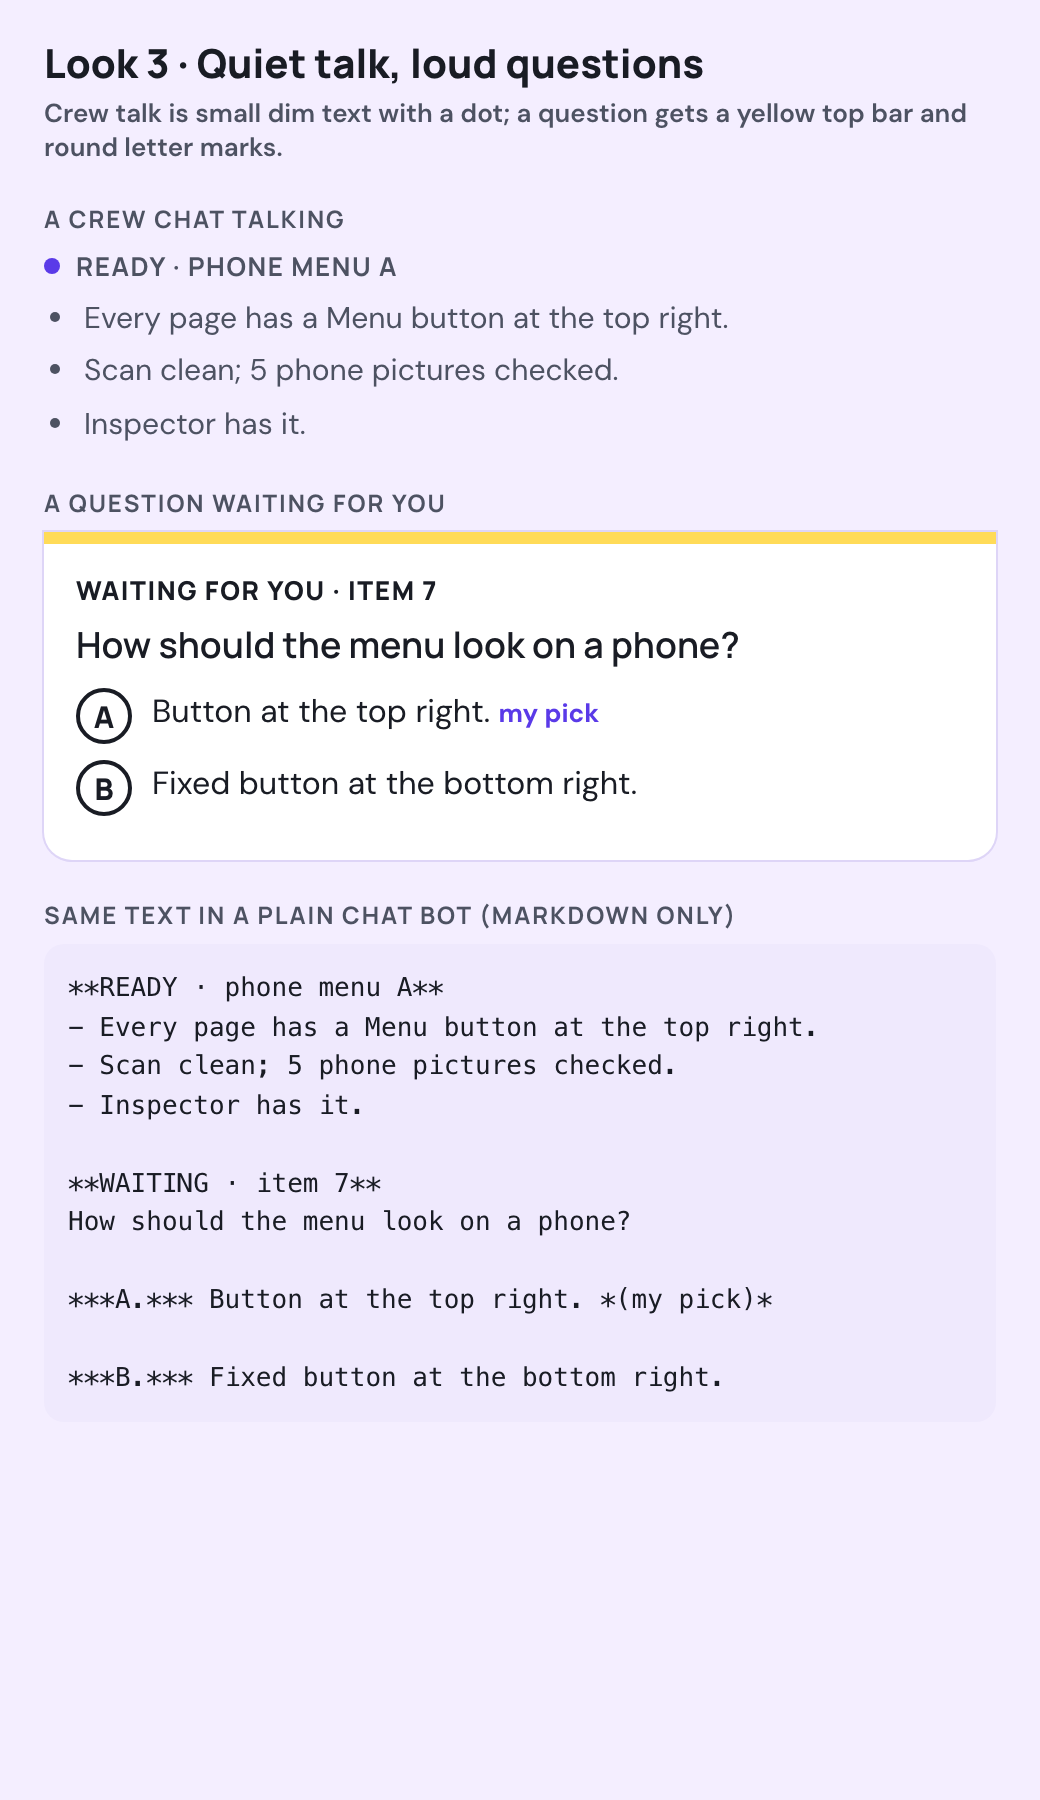 Look 3 · Quiet talk, loud questions
Crew talk is small dim text with a dot; a question gets a yellow top bar and
round letter marks.
A CREW CHAT TALKING
READY · PHONE MENU A
• Every page has a Menu button at the top right.
• Scan clean; 5 phone pictures checked.
• Inspector has it.
A QUESTION WAITING FOR YOU
WAITING FOR YOU · ITEM 7
How should the menu look on a phone?
A Button at the top right. my pick
B Fixed button at the bottom right.
SAME TEXT IN A PLAIN CHAT BOT (MARKDOWN ONLY)
**READY · phone menu A**
– Every page has a Menu button at the top right.
– Scan clean; 5 phone pictures checked.
– Inspector has it.
**WAITING · item 7**
How should the menu look on a phone?
***A.*** Button at the top right. *(my pick)*
***B.*** Fixed button at the bottom right.